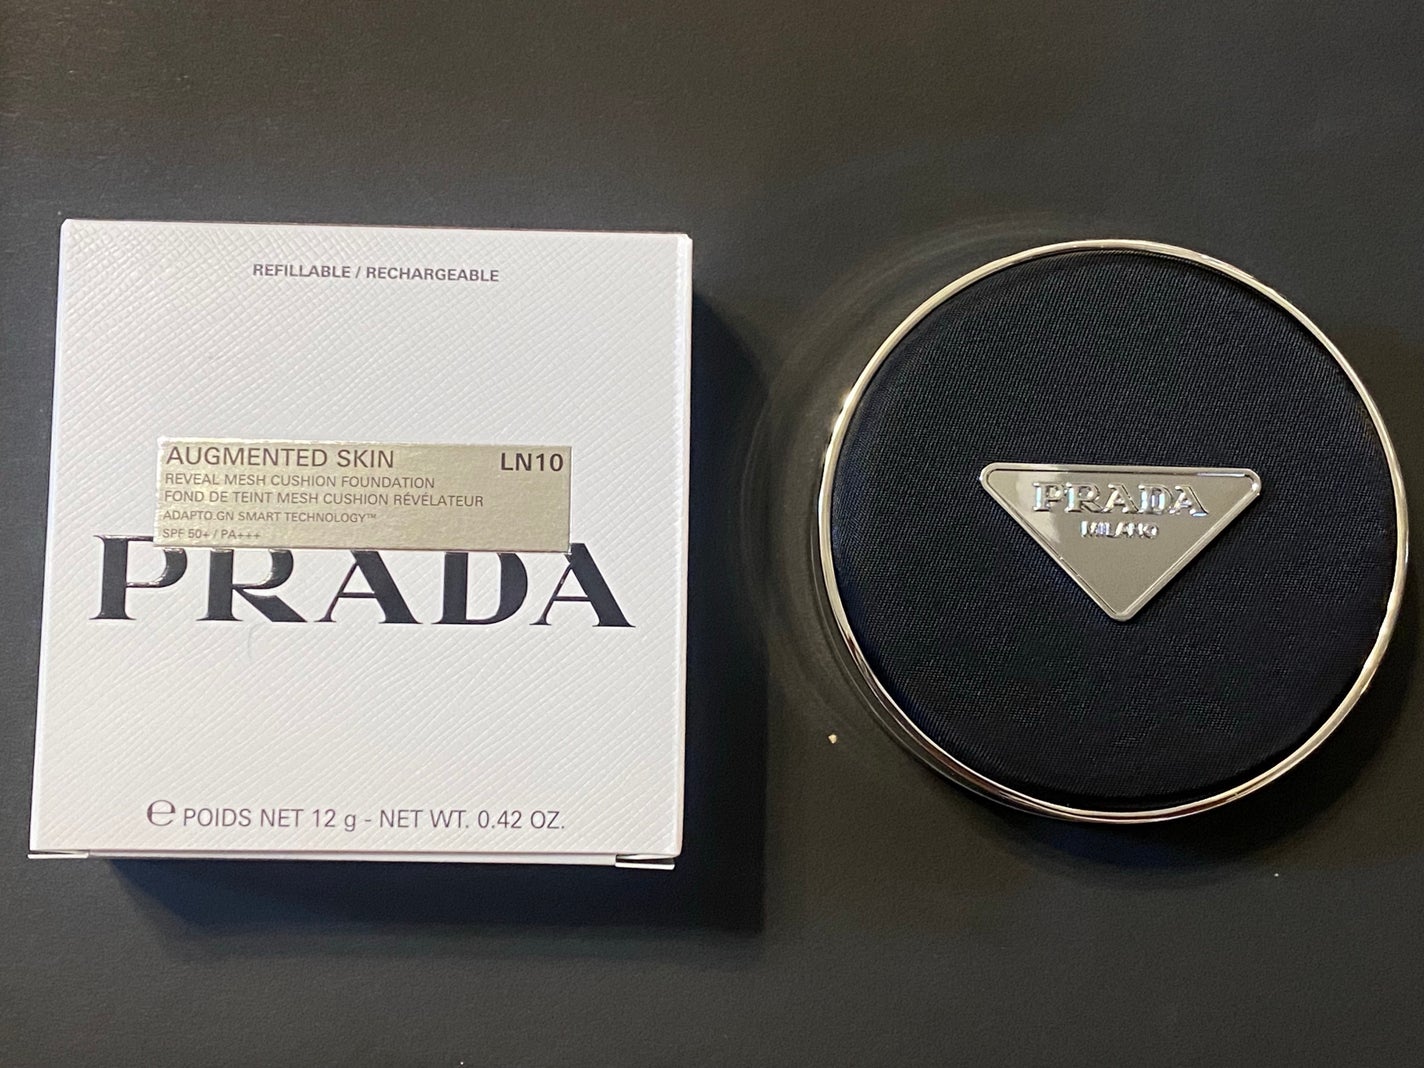 REFILLABLE / RECHARGEABLE
AUGMENTED SKIN LN10
REVEAL MESH CUSHION FOUNDATION
FOND DE TEINT MESH CUSHION RÉVÉLATEUR
ADAPTO.GN SMART TECHNOLOGY™
SPF 50+ / PA+++
PRADA
℮ POIDS NET 12 g - NET WT. 0.42 OZ.
PRADA
MILANO